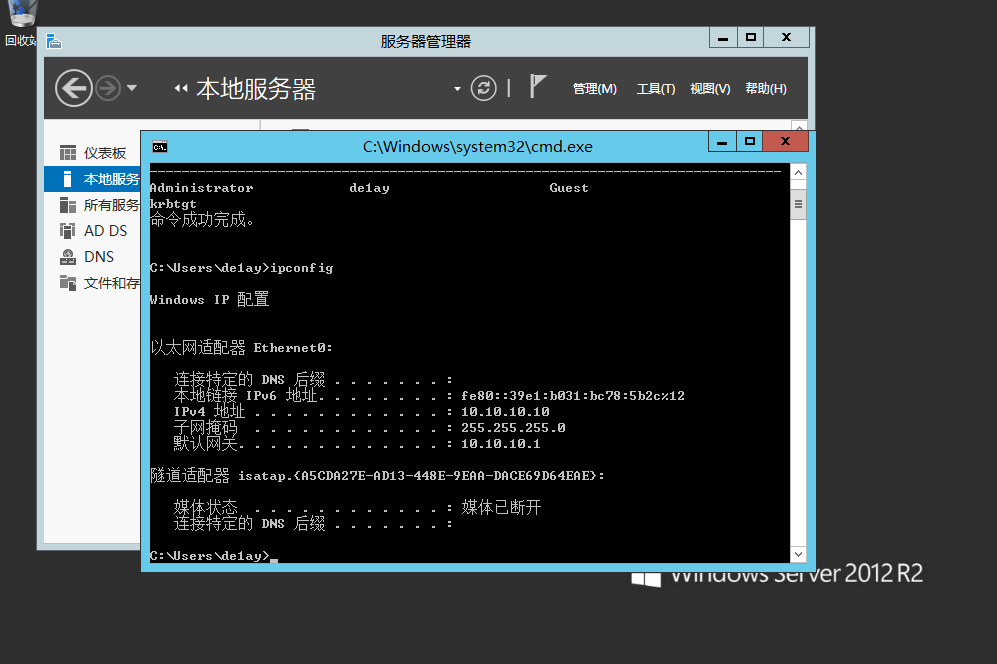 回收站
服务器管理器
本地服务器
管理(M) 工具(T) 视图(V) 帮助(H)
仪表板
本地服务
所有服务
AD DS
DNS
文件和存
C:\Windows\system32\cmd.exe
Administrator de1ay Guest
krbtgt
命令成功完成。
C:\Users\de1ay>ipconfig
Windows IP 配置
以太网适配器 Ethernet0:
连接特定的 DNS 后缀 . . . . . . . :
本地链接 IPv6 地址. . . . . . . . : fe80::39e1:b031:bc78:5b2c%12
IPv4 地址 . . . . . . . . . . . . : 10.10.10.10
子网掩码 . . . . . . . . . . . . : 255.255.255.0
默认网关. . . . . . . . . . . . . : 10.10.10.1
隧道适配器 isatap.{A5CDA27E-AD13-448E-9EAA-DACE69D64EAE}:
媒体状态 . . . . . . . . . . . . : 媒体已断开
连接特定的 DNS 后缀 . . . . . . . :
C:\Users\de1ay>
Windows Server 2012 R2